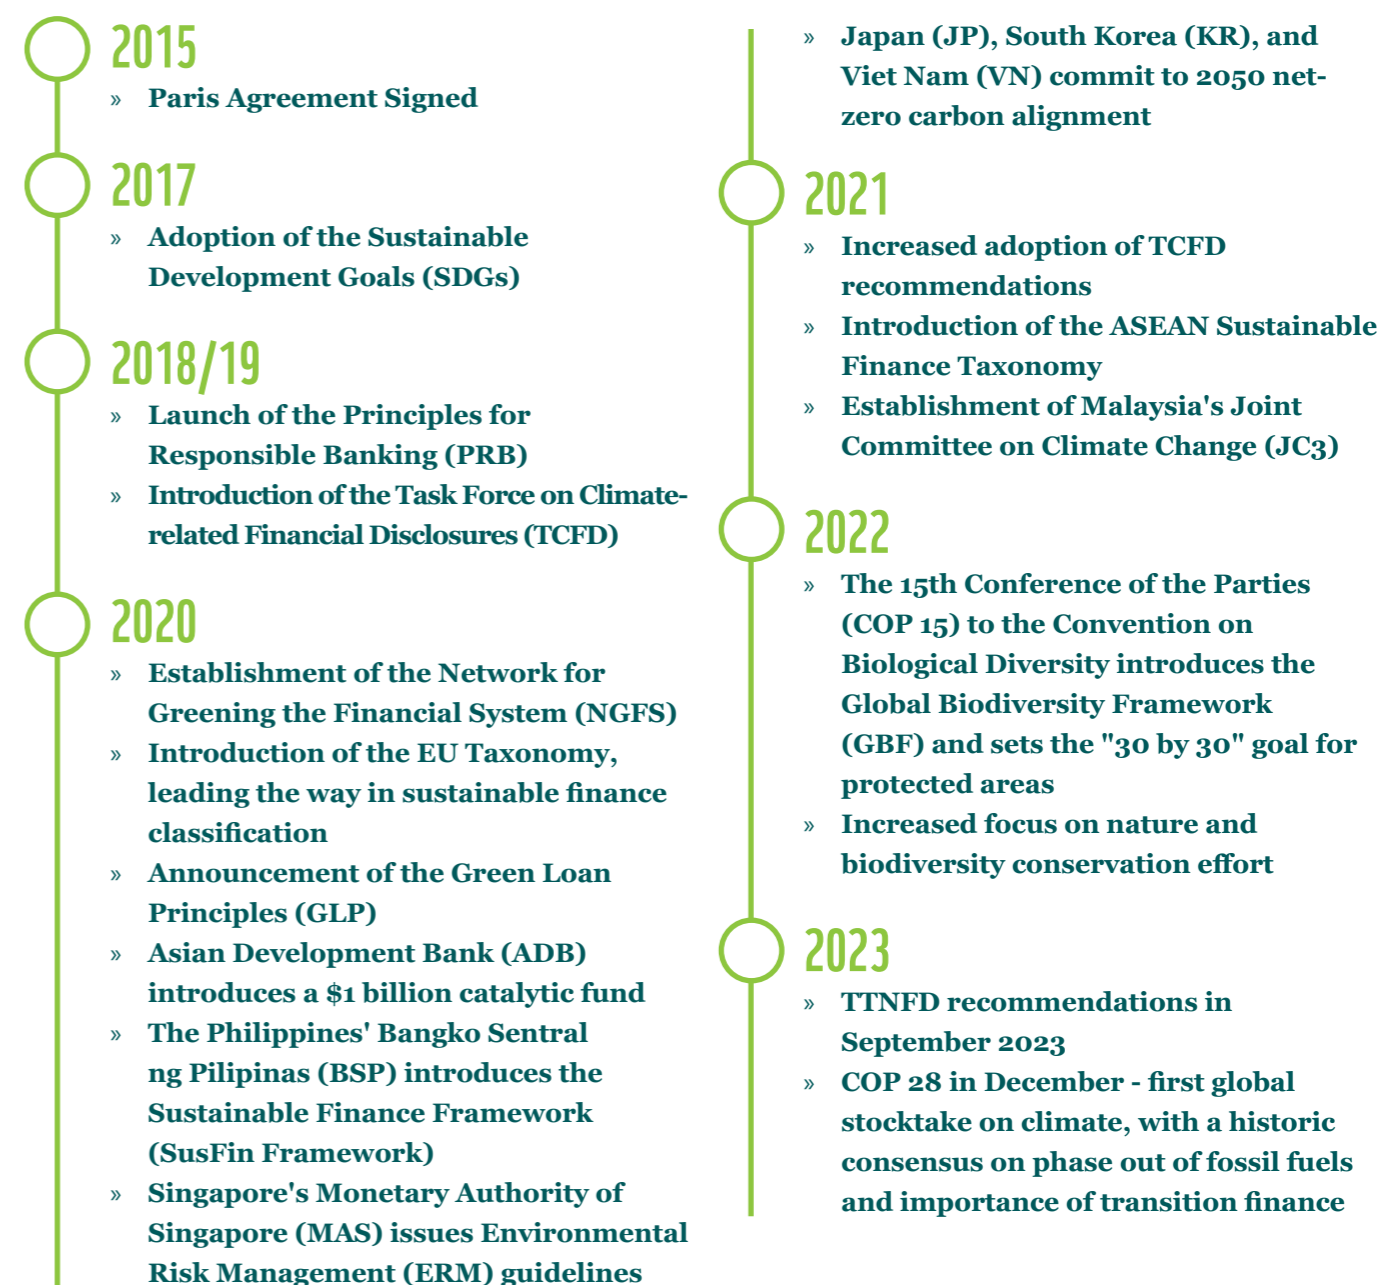 2015
» Paris Agreement Signed
2017
» Adoption of the Sustainable
Development Goals (SDGs)
2018/19
» Launch of the Principles for
Responsible Banking (PRB)
» Introduction of the Task Force on Climate-
related Financial Disclosures (TCFD)
2020
» Establishment of the Network for
Greening the Financial System (NGFS)
» Introduction of the EU Taxonomy,
leading the way in sustainable finance
classification
» Announcement of the Green Loan
Principles (GLP)
» Asian Development Bank (ADB)
introduces a $1 billion catalytic fund
» The Philippines' Bangko Sentral
ng Pilipinas (BSP) introduces the
Sustainable Finance Framework
(SusFin Framework)
» Singapore's Monetary Authority of
Singapore (MAS) issues Environmental
Risk Management (ERM) guidelines
» Japan (JP), South Korea (KR), and
Viet Nam (VN) commit to 2050 net-
zero carbon alignment
2021
» Increased adoption of TCFD
recommendations
» Introduction of the ASEAN Sustainable
Finance Taxonomy
» Establishment of Malaysia's Joint
Committee on Climate Change (JC3)
2022
» The 15th Conference of the Parties
(COP 15) to the Convention on
Biological Diversity introduces the
Global Biodiversity Framework
(GBF) and sets the "30 by 30" goal for
protected areas
» Increased focus on nature and
biodiversity conservation effort
2023
» TTNFD recommendations in
September 2023
» COP 28 in December - first global
stocktake on climate, with a historic
consensus on phase out of fossil fuels
and importance of transition finance